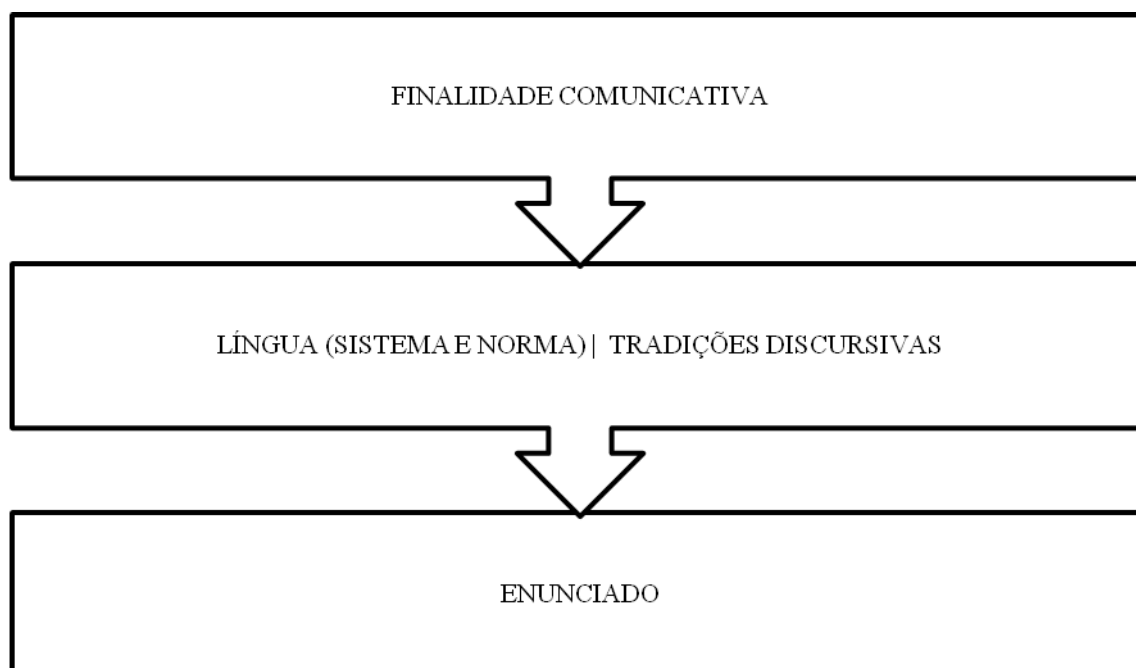 FINALIDADE COMUNICATIVA
LÍNGUA (SISTEMA E NORMA) | TRADIÇÕES DISCURSIVAS
ENUNCIADO